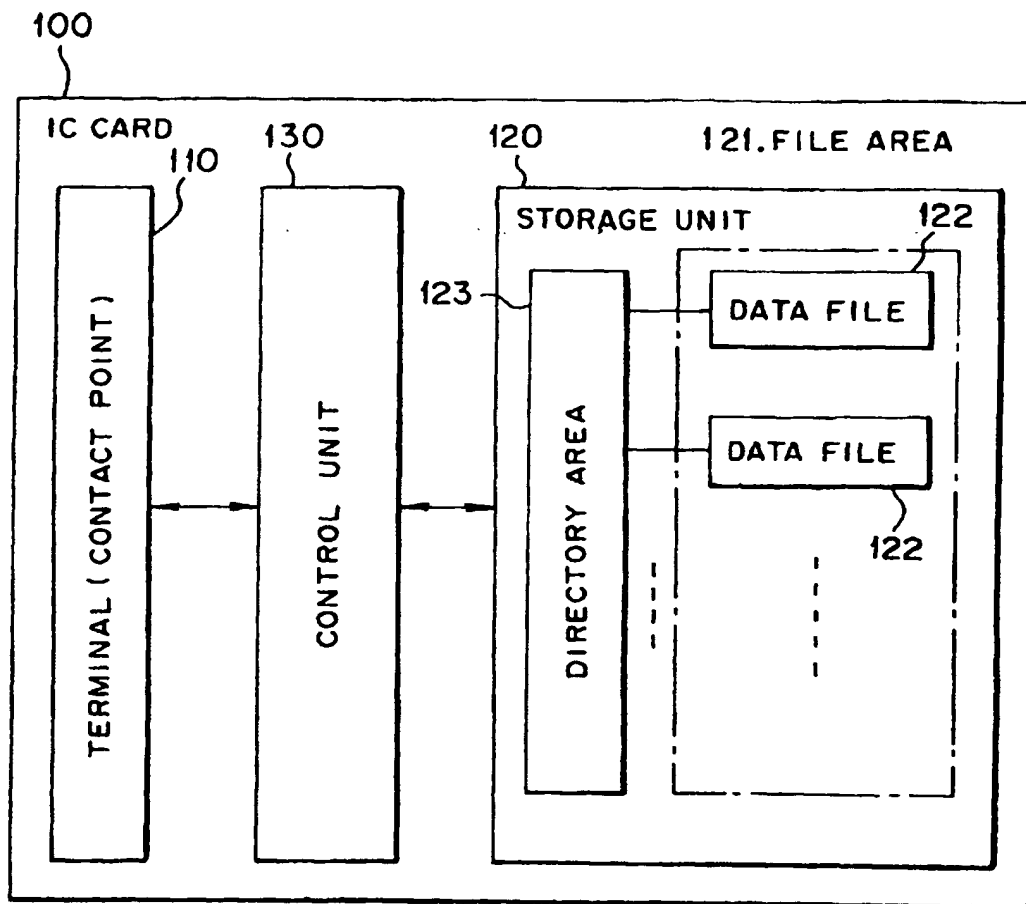 100
IC CARD
110
130
120
121.FILE AREA
STORAGE UNIT
122
123
DATA FILE
DATA FILE
122
TERMINAL (CONTACT POINT)
CONTROL UNIT
DIRECTORY AREA